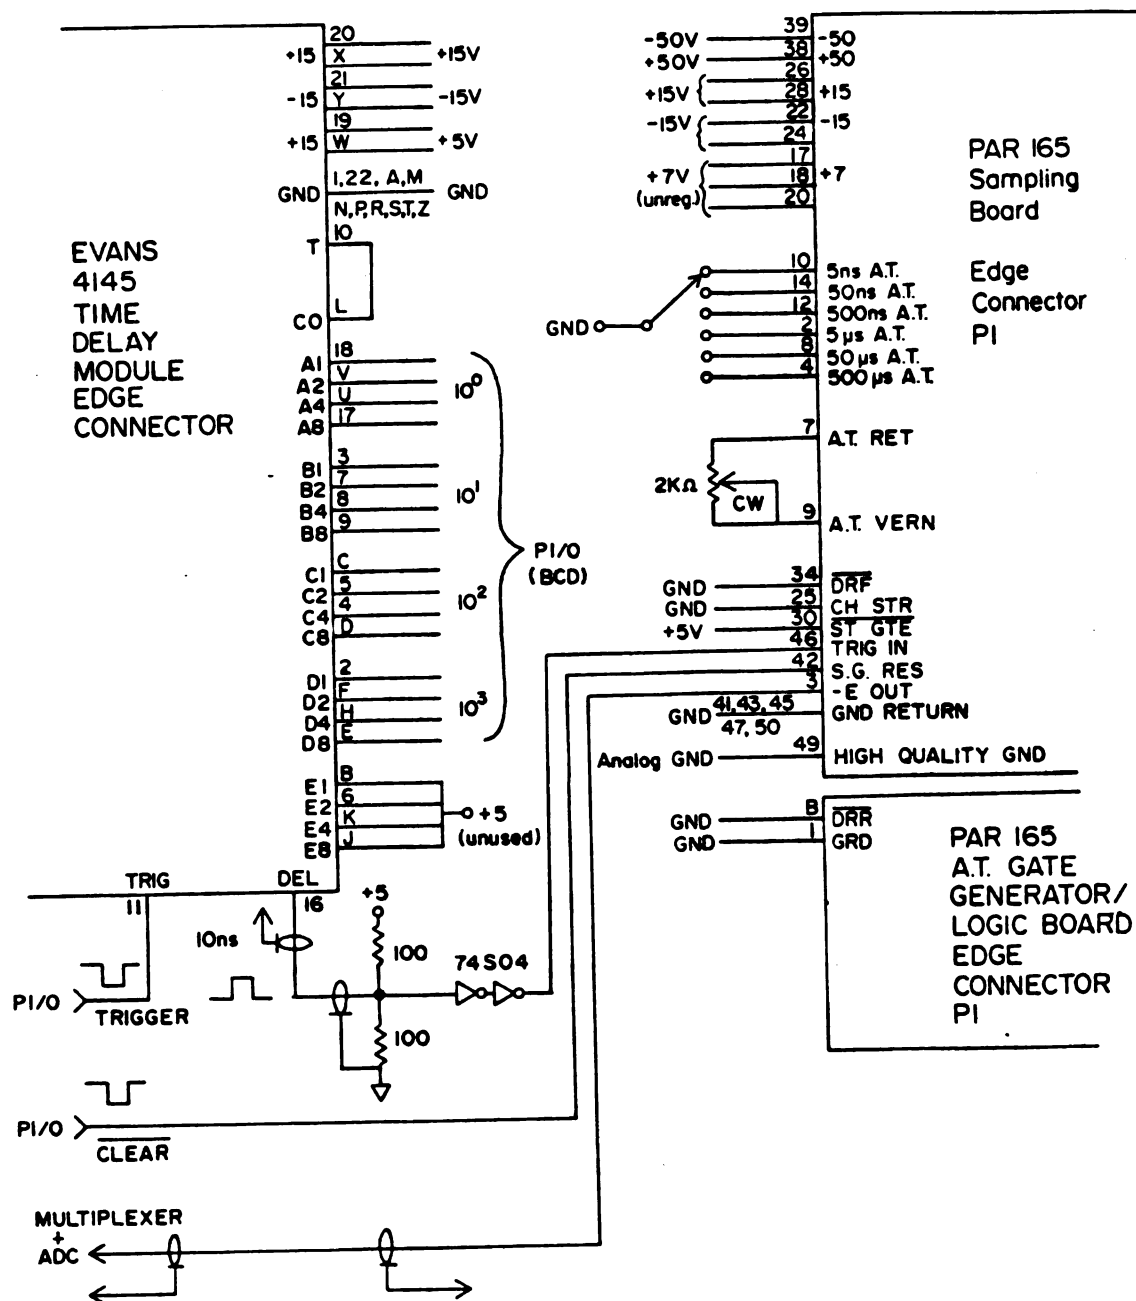 20
+15 X +15V
21
-15 Y -15V
19
+15 W +5V
1,22, A,M
GND GND
N,P,R,S,T,Z
10
T
L
CO
EVANS
4145
TIME
DELAY
MODULE
EDGE
CONNECTOR
18
A1
V
A2
U
A4
17
A8
10⁰
3
B1
7
B2
8
B4
9
B8
10¹
C
C1
5
C2
4
C4
D
C8
10²
2
D1
F
D2
H
D4
E
D8
10³
PI/O
(BCD)
B
E1
6
E2
K
E4
J
E8
+5
(unused)
TRIG
11
DEL
16
10ns
+5
100
74S04
100
PI/O
TRIGGER
PI/O
CLEAR
MULTIPLEXER
+
ADC
39
-50V -50
38
+50V +50
26
+15V 28 +15
22
-15V -15
24
17
+7V 18 +7
(unreg.) 20
PAR 165
Sampling
Board
Edge
Connector
P1
10
5ns A.T.
14
50ns A.T.
12
500ns A.T.
2
5µs A.T.
8
50µs A.T.
4
500µs A.T.
GND
7
A.T. RET
2KΩ
CW
9
A.T. VERN
34
GND DRF
25
GND CH STR
30
+5V ST GTE
46
TRIG IN
42
S.G. RES
3
-E OUT
41,43,45
GND GND RETURN
47,50
49
Analog GND HIGH QUALITY GND
B
GND DRR
1
GND GRD
PAR 165
A.T. GATE
GENERATOR/
LOGIC BOARD
EDGE
CONNECTOR
P1